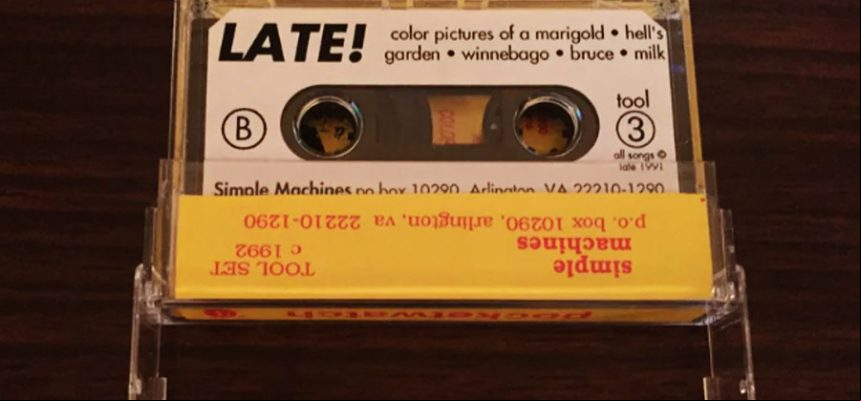 LATE!
color pictures of a marigold • hell's
garden • winnebago • bruce • milk
B
tool
3
all songs ©
late 1991
Simple Machines po box 10290 Arlington, VA 22210-1290
p.o. box 10290, arlington, va 22210-1290
simple
machines
TOOL SET
c 1992
pocketwatch